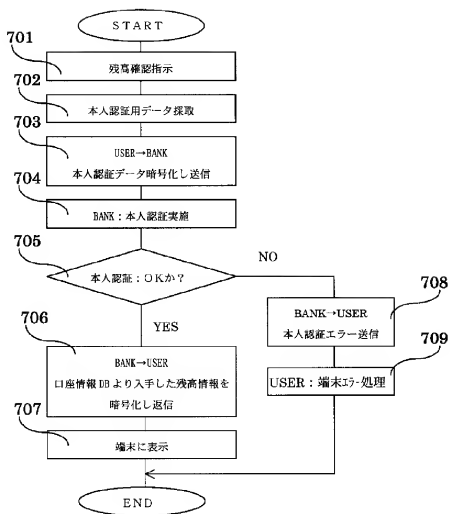 START
701
残高確認指示
702
本人認証用データ採取
703
USER→BANK
本人認証データ暗号化し送信
704
BANK：本人認証実施
705
本人認証：OKか？
NO
YES
706
BANK→USER
口座情報DBより入手した残高情報を
暗号化し返信
707
端末に表示
708
BANK→USER
本人認証エラー送信
709
USER：端末エラー処理
END